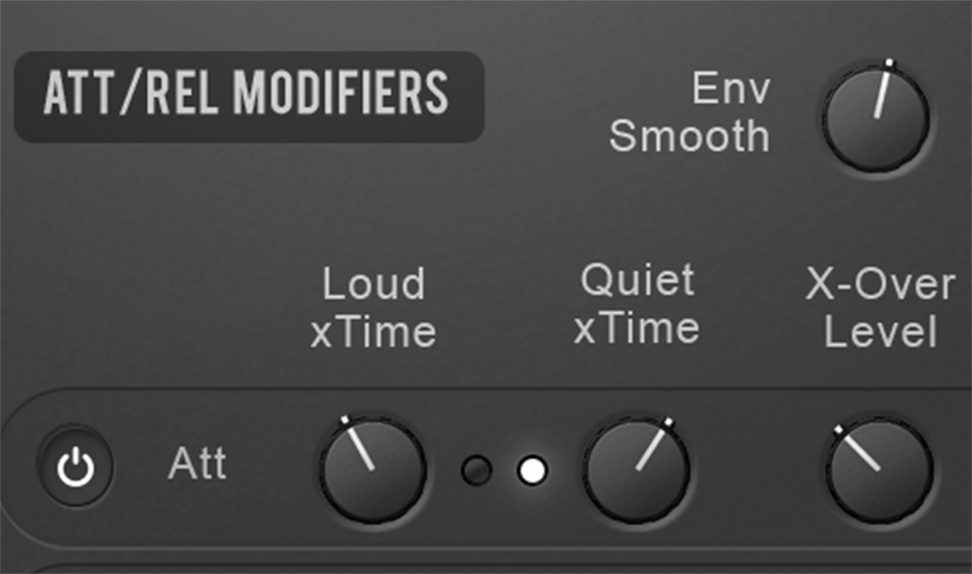 ATT/REL MODIFIERS
Env
Smooth
Loud
xTime
Quiet
xTime
X-Over
Level
Att